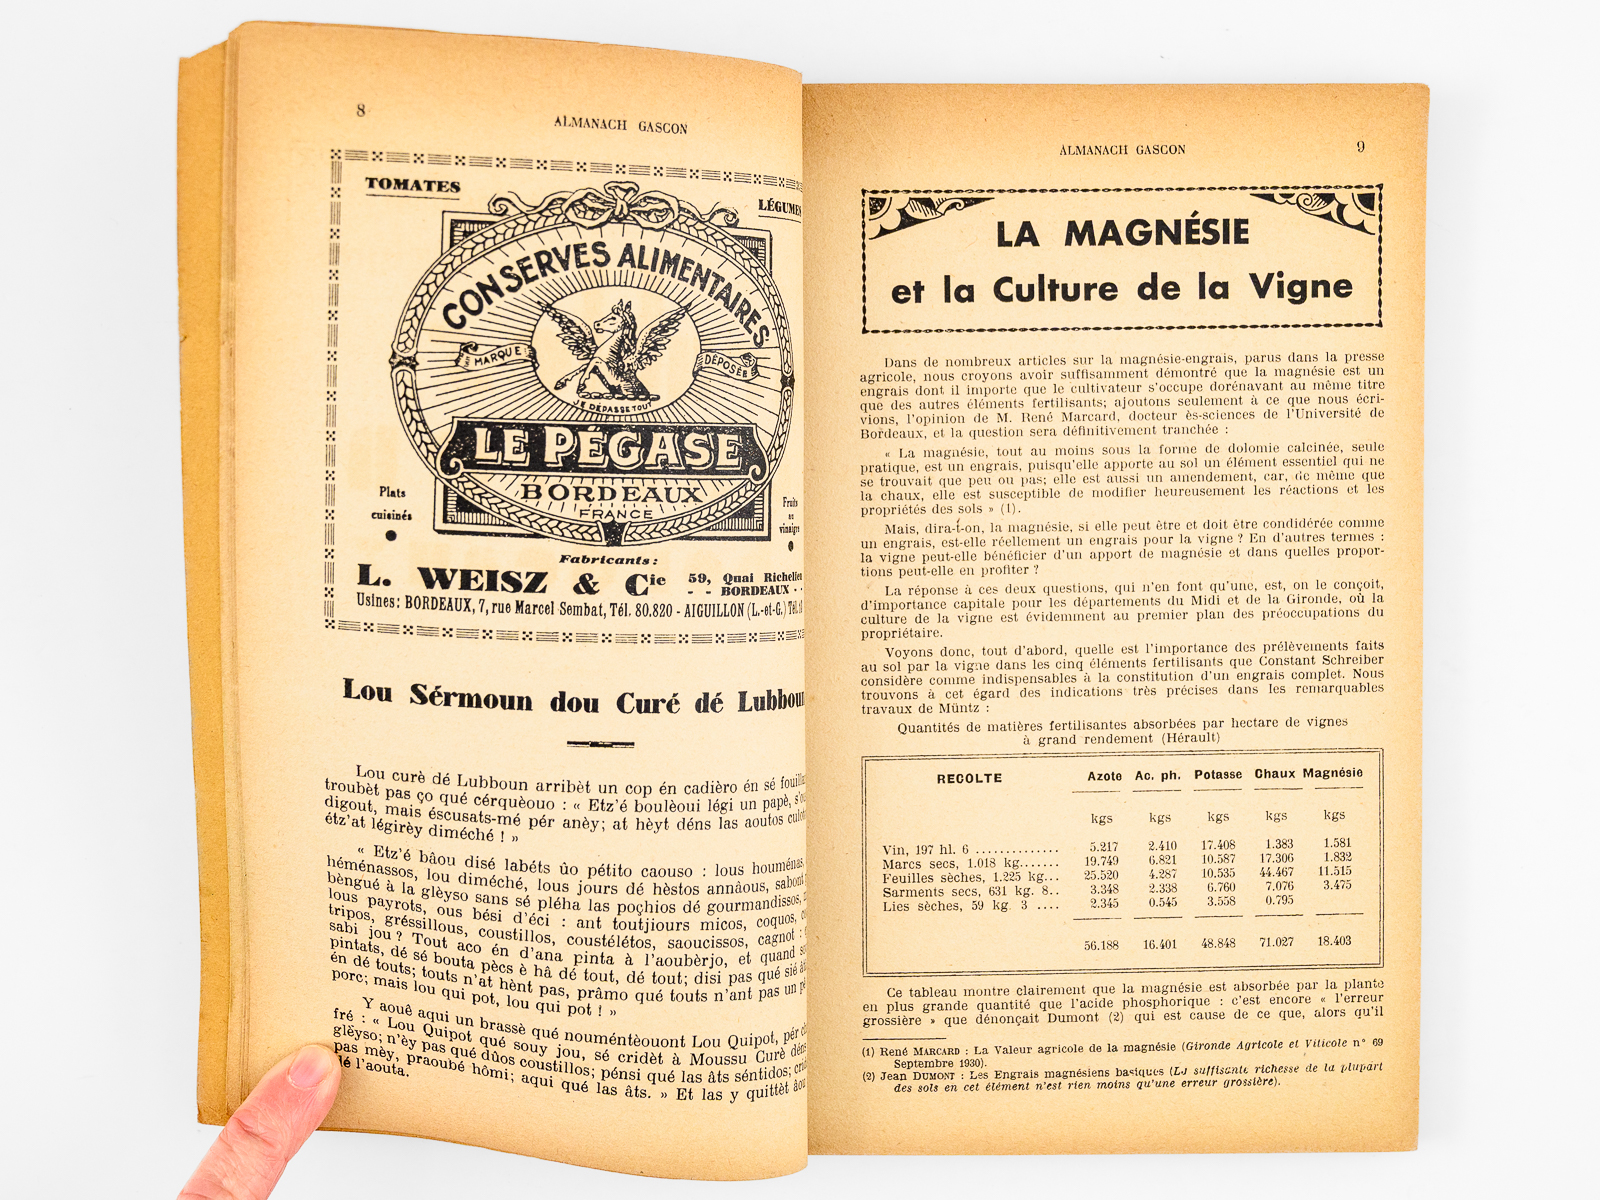 8
ALMANACH GASCON
TOMATES
LÉGUMES
CONSERVES ALIMENTAIRES
MARQUE
DÉPOSÉE
JE DÉPASSE TOUT
LE PÉGASE
BORDEAUX
FRANCE
Plats
cuisinés
Fruits
au
vinaigre
Fabricants :
L. WEISZ & Cie
59, Quai Richelieu
- - BORDEAUX - -
Usines: BORDEAUX, 7, rue Marcel Sembat, Tél. 80.820 - AIGUILLON (L.-et-G.) Tél.
Lou Sérmoun dou Curé dé Lubboun
Lou curè dé Lubboun arribèt un cop én cadièro én sé
troubèt pas ço qué cérquèouo : « Etz'é boulèoui légi un papè,
digout, mais éscusats-mé pér anèy; at hèyt déns las aoutos
étz'at légirèy diméché ! »
« Etz'é bâou disé labéts ûo pétito caouso : lous houménas,
héménassos, lou diméché, lous jours dé hèstos annâous, sabont
bèngué à la glèyso sans sé pléha las poçhios dé gourmandissos,
lous payrots, ous bési d'éci : ant toutjiours micos, coquos,
tripos, gréssillous, coustillos, coustélétos, saoucissos, cagnot :
sabi jou ? Tout aco én d'ana pinta à l'aoubèrjo, et quand
pintats, dé sé bouta pècs è hâ dé tout, dé tout; disi pas qué sié
én dé touts; touts n'at hènt pas, prâmo qué touts n'ant pas un
porc; mais lou qui pot, lou qui pot ! »
Y aouê aqui un brassè qué nouméntèouont Lou Quipot, pér
fré : « Lou Quipot qué souy jou, sé cridèt à Moussu Curè déns
glèyso; n'èy pas qué dûos coustillos; pénsi qué las âts séntidos;
pas mèy, praoubé hômi; aqui qué las âts. » Et las y quittèt
dé l'aouta.
ALMANACH GASCON
9
LA MAGNÉSIE
et la Culture de la Vigne
Dans de nombreux articles sur la magnésie-engrais, parus dans la presse
agricole, nous croyons avoir suffisamment démontré que la magnésie est un
engrais dont il importe que le cultivateur s'occupe dorénavant au même titre
que des autres éléments fertilisants; ajoutons seulement à ce que nous écri-
vions, l'opinion de M. René Marcard, docteur ès-sciences de l'Université de
Bordeaux, et la question sera définitivement tranchée :
« La magnésie, tout au moins sous la forme de dolomie calcinée, seule
pratique, est un engrais, puisqu'elle apporte au sol un élément essentiel qui ne
se trouvait que peu ou pas; elle est aussi un amendement, car, de même que
la chaux, elle est susceptible de modifier heureusement les réactions et les
propriétés des sols » (1).
Mais, dira-t-on, la magnésie, si elle peut être et doit être condidérée comme
un engrais, est-elle réellement un engrais pour la vigne ? En d'autres termes :
la vigne peut-elle bénéficier d'un apport de magnésie et dans quelles propor-
tions peut-elle en profiter ?
La réponse à ces deux questions, qui n'en font qu'une, est, on le conçoit,
d'importance capitale pour les départements du Midi et de la Gironde, où la
culture de la vigne est évidemment au premier plan des préoccupations du
propriétaire.
Voyons donc, tout d'abord, quelle est l'importance des prélèvements faits
au sol par la vigne dans les cinq éléments fertilisants que Constant Schreiber
considère comme indispensables à la constitution d'un engrais complet. Nous
trouvons à cet égard des indications très précises dans les remarquables
travaux de Müntz :
Quantités de matières fertilisantes absorbées par hectare de vignes
à grand rendement (Hérault)
RECOLTE Azote Ac. ph. Potasse Chaux Magnésie
kgs kgs kgs kgs kgs
Vin, 197 hl. 6 .............. 5.217 2.410 17.408 1.383 1.581
Marcs secs, 1.018 kg....... 19.749 6.821 10.587 17.306 1.832
Feuilles sèches, 1.225 kg... 25.520 4.287 10.535 44.467 11.515
Sarments secs, 631 kg. 8.. 3.348 2.338 6.760 7.076 3.475
Lies sèches, 59 kg. 3 .... 2.345 0.545 3.558 0.795
56.188 16.401 48.848 71.027 18.403
Ce tableau montre clairement que la magnésie est absorbée par la plante
en plus grande quantité que l'acide phosphorique : c'est encore « l'erreur
grossière » que dénonçait Dumont (2) qui est cause de ce que, alors qu'il
(1) René MARCARD : La Valeur agricole de la magnésie (Gironde Agricole et Viticole n° 69
Septembre 1930).
(2) Jean DUMONT : Les Engrais magnésiens basiques (La suffisante richesse de la plupart
des sols en cet élément n'est rien moins qu'une erreur grossière).